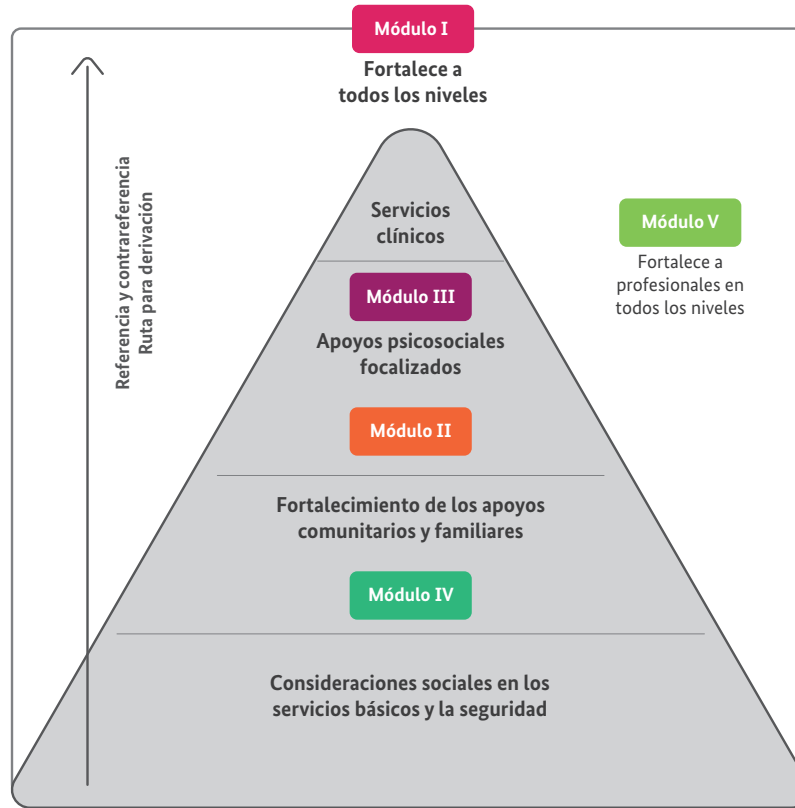 Módulo I
Fortalece a
todos los niveles
Referencia y contrareferencia
Ruta para derivación
Servicios
clínicos
Módulo V
Fortalece a
profesionales en
todos los niveles
Módulo III
Apoyos psicosociales
focalizados
Módulo II
Fortalecimiento de los apoyos
comunitarios y familiares
Módulo IV
Consideraciones sociales en los
servicios básicos y la seguridad